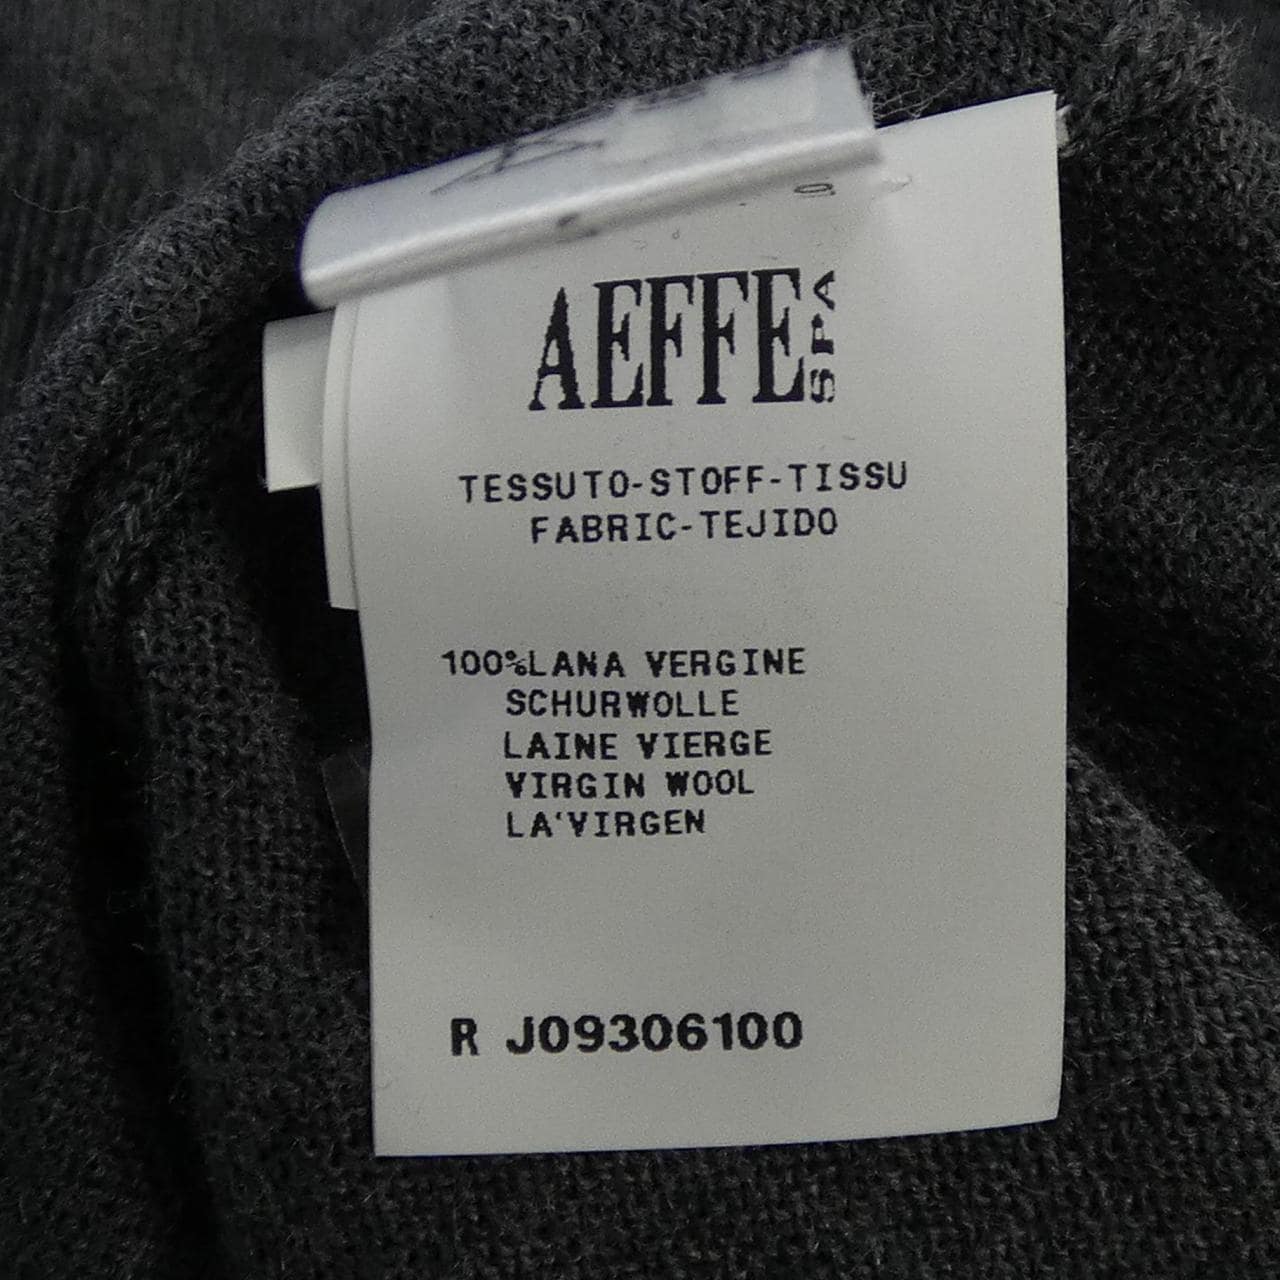 AEFFE SPA
TESSUTO-STOFF-TISSU
FABRIC-TEJIDO
100%LANA VERGINE
SCHURWOLLE
LAINE VIERGE
VIRGIN WOOL
LA'VIRGEN
R J09306100